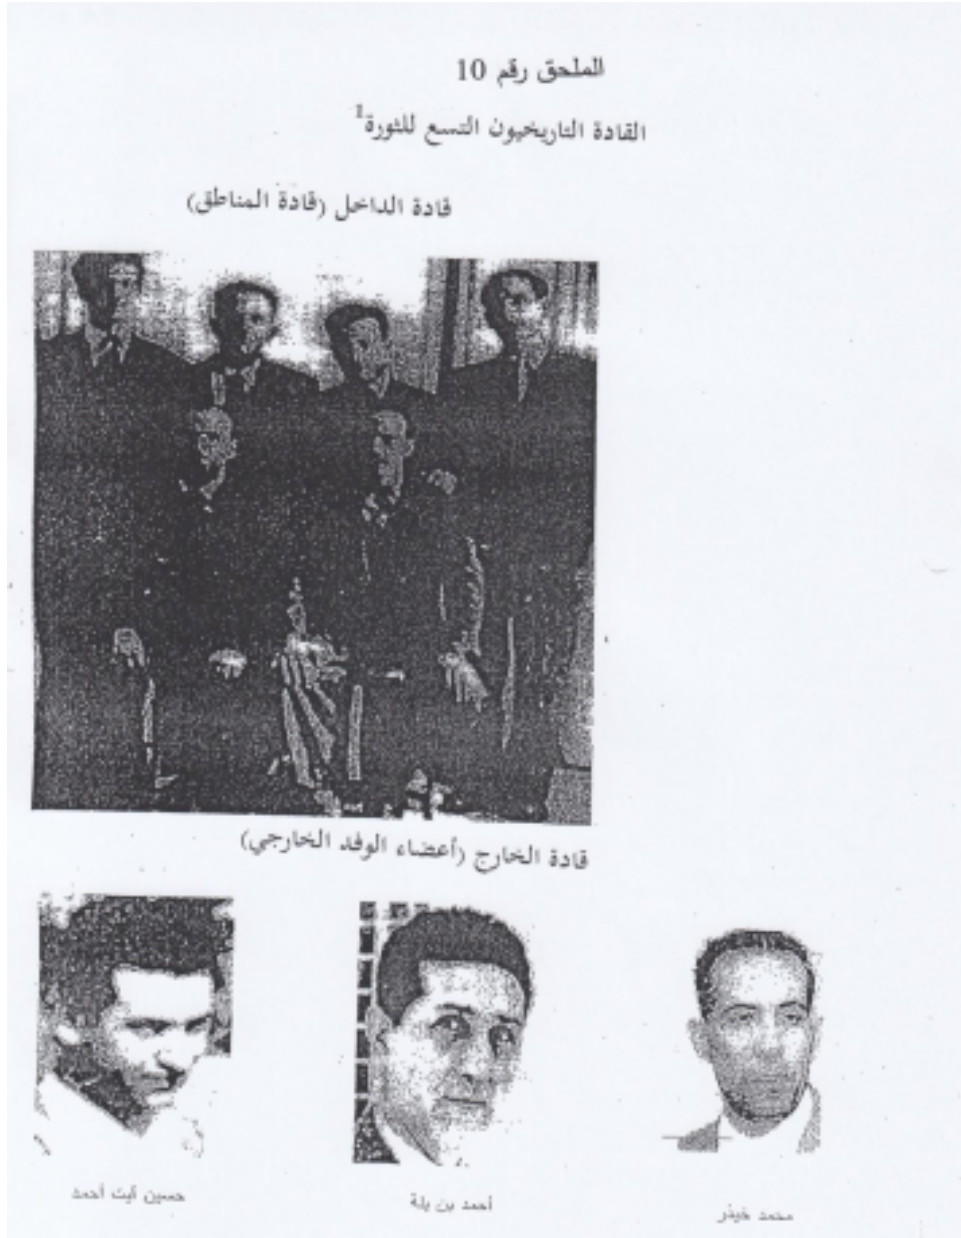 الملحق رقم 10
القادة التاريخيون التسع للثورة1
قادة الداخل (قادة المناطق)
قادة الخارج (أعضاء الوفد الخارجي)
محمد خيذر
أحمد بن بلة
حسين آيت أحمد